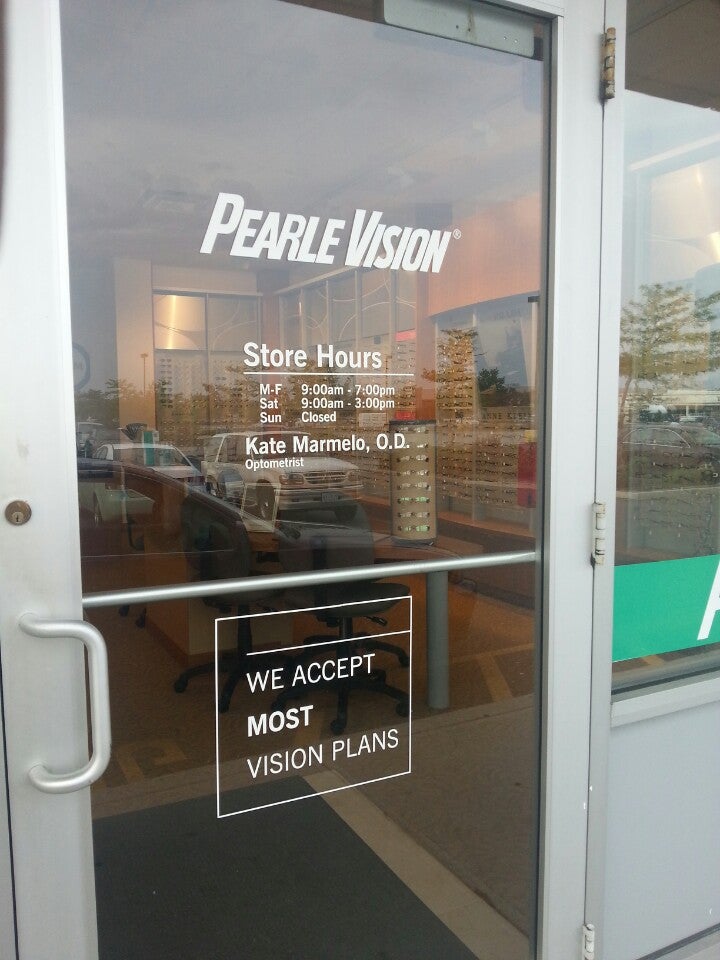 PEARLE VISION®
Store Hours
M-F 9:00am - 7:00pm
Sat 9:00am - 3:00pm
Sun Closed
Kate Marmelo, O.D.
Optometrist
WE ACCEPT
MOST
VISION PLANS